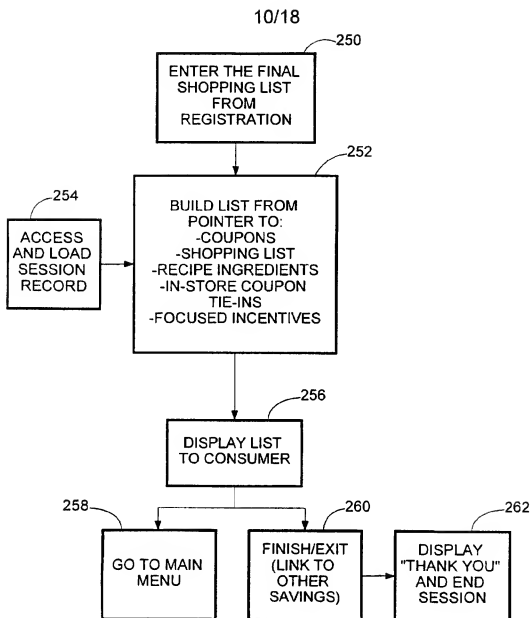 10/18
250
ENTER THE FINAL
SHOPPING LIST
FROM
REGISTRATION
252
BUILD LIST FROM
POINTER TO:
-COUPONS
-SHOPPING LIST
-RECIPE INGREDIENTS
-IN-STORE COUPON
TIE-INS
-FOCUSED INCENTIVES
254
ACCESS
AND LOAD
SESSION
RECORD
256
DISPLAY LIST
TO CONSUMER
258
GO TO MAIN
MENU
260
FINISH/EXIT
(LINK TO
OTHER
SAVINGS)
262
DISPLAY
"THANK YOU"
AND END
SESSION